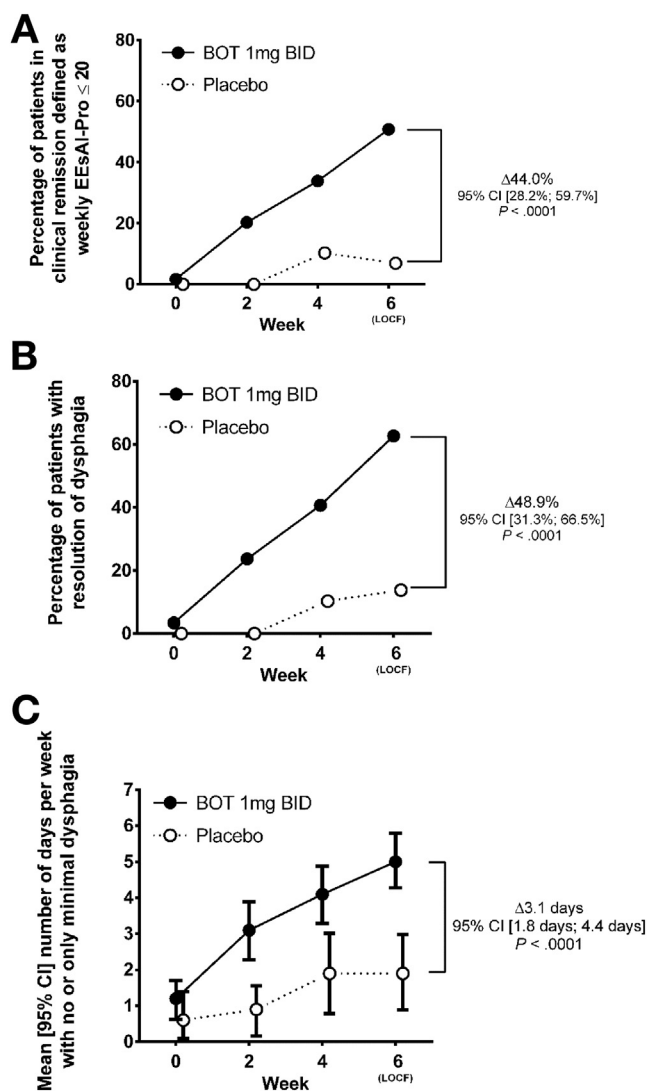 A
Percentage of patients in
clinical remission defined as
weekly EEsAI-Pro ≤ 20
80
60
40
20
0
BOT 1mg BID
Placebo
Δ44.0%
95% CI [28.2%; 59.7%]
P < .0001
0 2 4 6
(LOCF)
Week
B
Percentage of patients with
resolution of dysphagia
80
60
40
20
0
BOT 1mg BID
Placebo
Δ48.9%
95% CI [31.3%; 66.5%]
P < .0001
0 2 4 6
(LOCF)
Week
C
Mean [95% CI] number of days per week
with no or only minimal dysphagia
7
6
5
4
3
2
1
0
BOT 1mg BID
Placebo
Δ3.1 days
95% CI [1.8 days; 4.4 days]
P < .0001
0 2 4 6
(LOCF)
Week